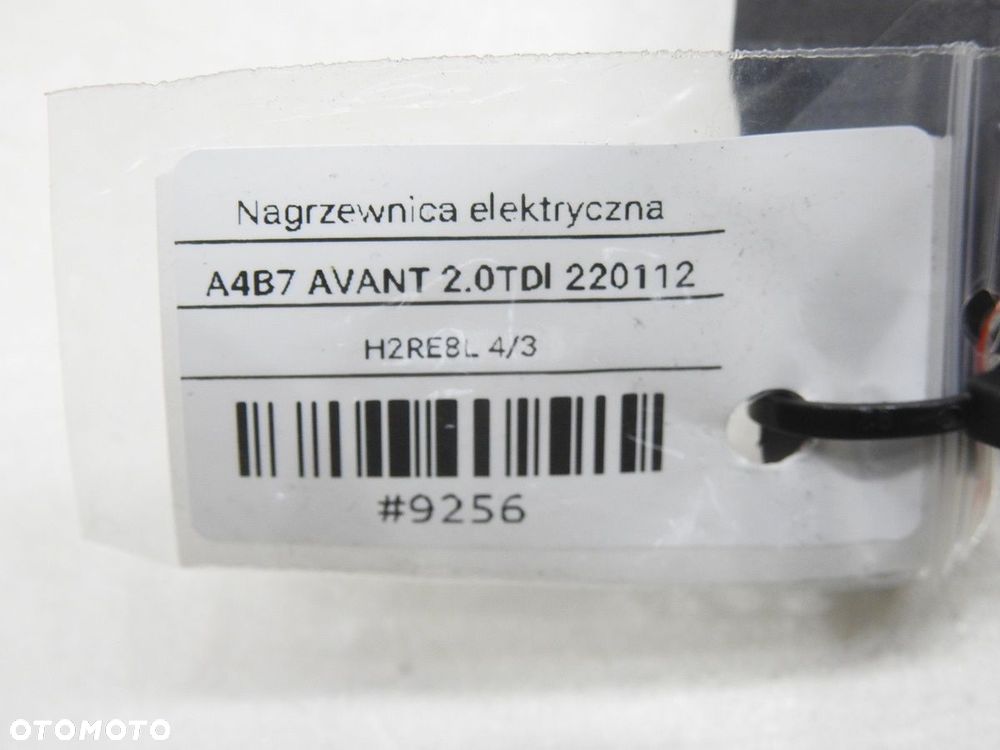 Nagrzewnica elektryczna
A4B7 AVANT 2.0TDI 220112
H2RE8L 4/3
#9256
OTOMOTO